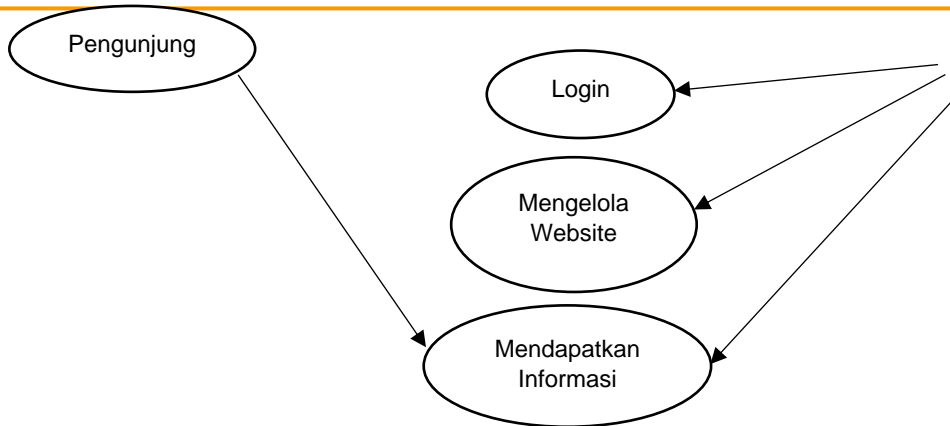 Pengunjung
Login
Mengelola
Website
Mendapatkan
Informasi